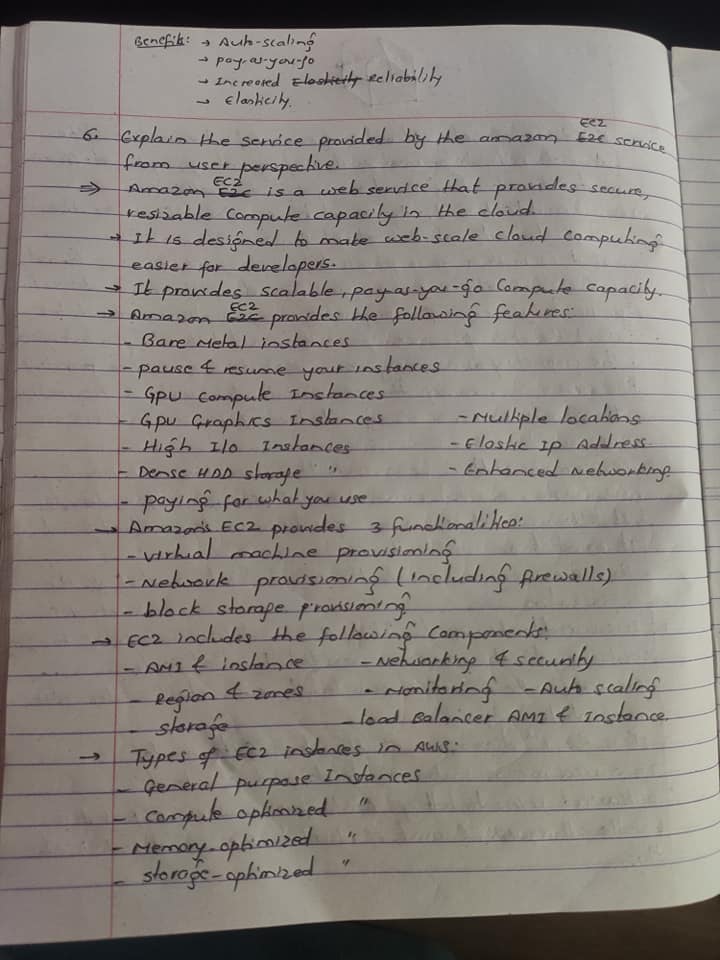 Benefits: → Auto-scaling
→ pay-as-you-go
→ Increased Elasticity Reliability
→ Elasticity.
EC2
6. Explain the service provided by the amazon E2C service
from user perspective.
EC2
⇒ Amazon E2C is a web service that provides secure,
resizable compute capacity in the cloud.
→ It is designed to make web-scale cloud computing
easier for developers.
→ It provides scalable, pay-as-you-go compute capacity.
EC2
→ Amazon E2C provides the following features:
- Bare Metal instances
- pause & resume your instances
- GPU Compute Instances
- GPU Graphics Instances - Multiple locations
- High I/O Instances - Elastic Ip Address
- Dense HDD storage " - Enhanced Networking.
- paying for what you use
→ Amazon's EC2 provides 3 functionalities:
- virtual machine provisioning
- Network provisioning (including firewalls)
- block storage provisioning
→ EC2 includes the following components:
- AMI & instance - Networking & security
- Region & zones - Monitoring - Auto scaling
- storage - load Balancer AMI & Instance.
→ Types of EC2 instances in AWS:
- General purpose Instances
- Compute optimized "
- Memory-optimized "
- storage-optimized "